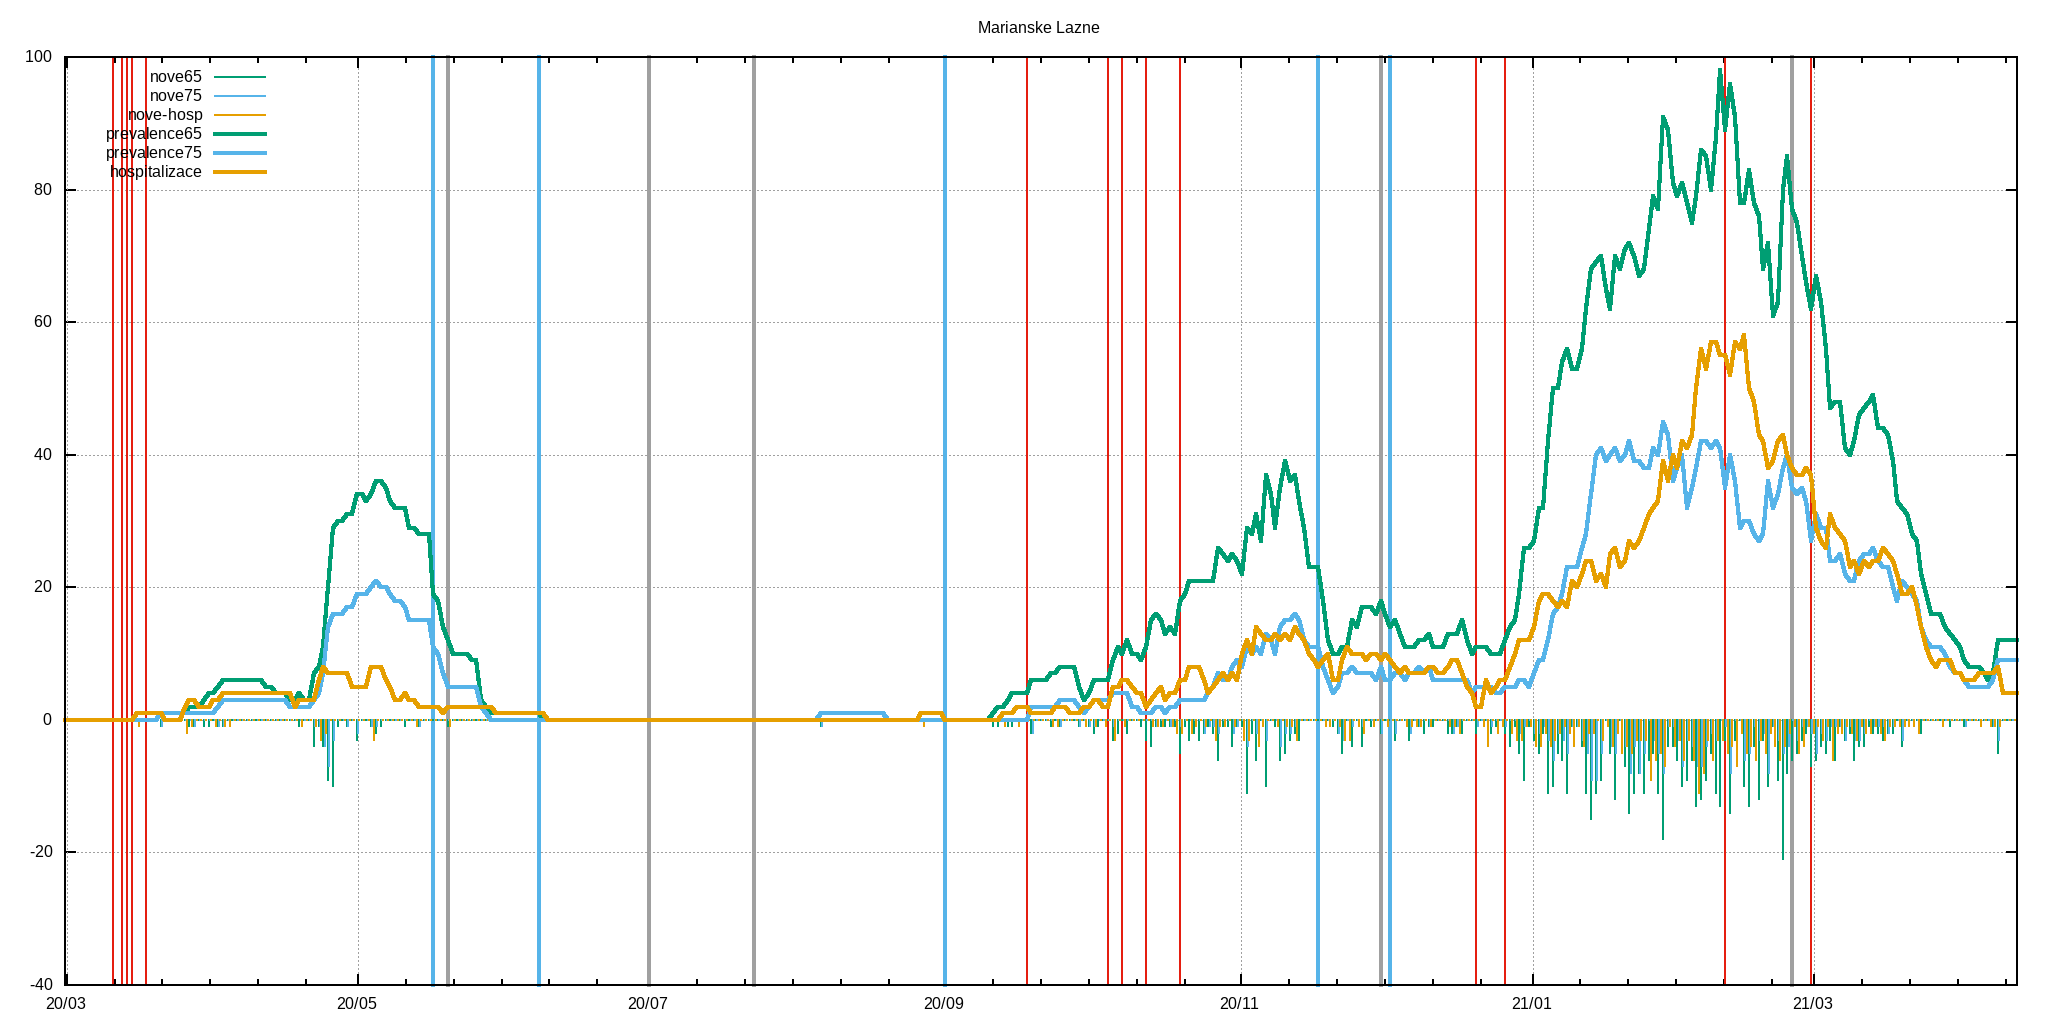 Marianske Lazne
100
80
60
40
20
0
-20
-40
nove65
nove75
nove-hosp
prevalence65
prevalence75
hospitalizace
20/03 20/05 20/07 20/09 20/11 21/01 21/03